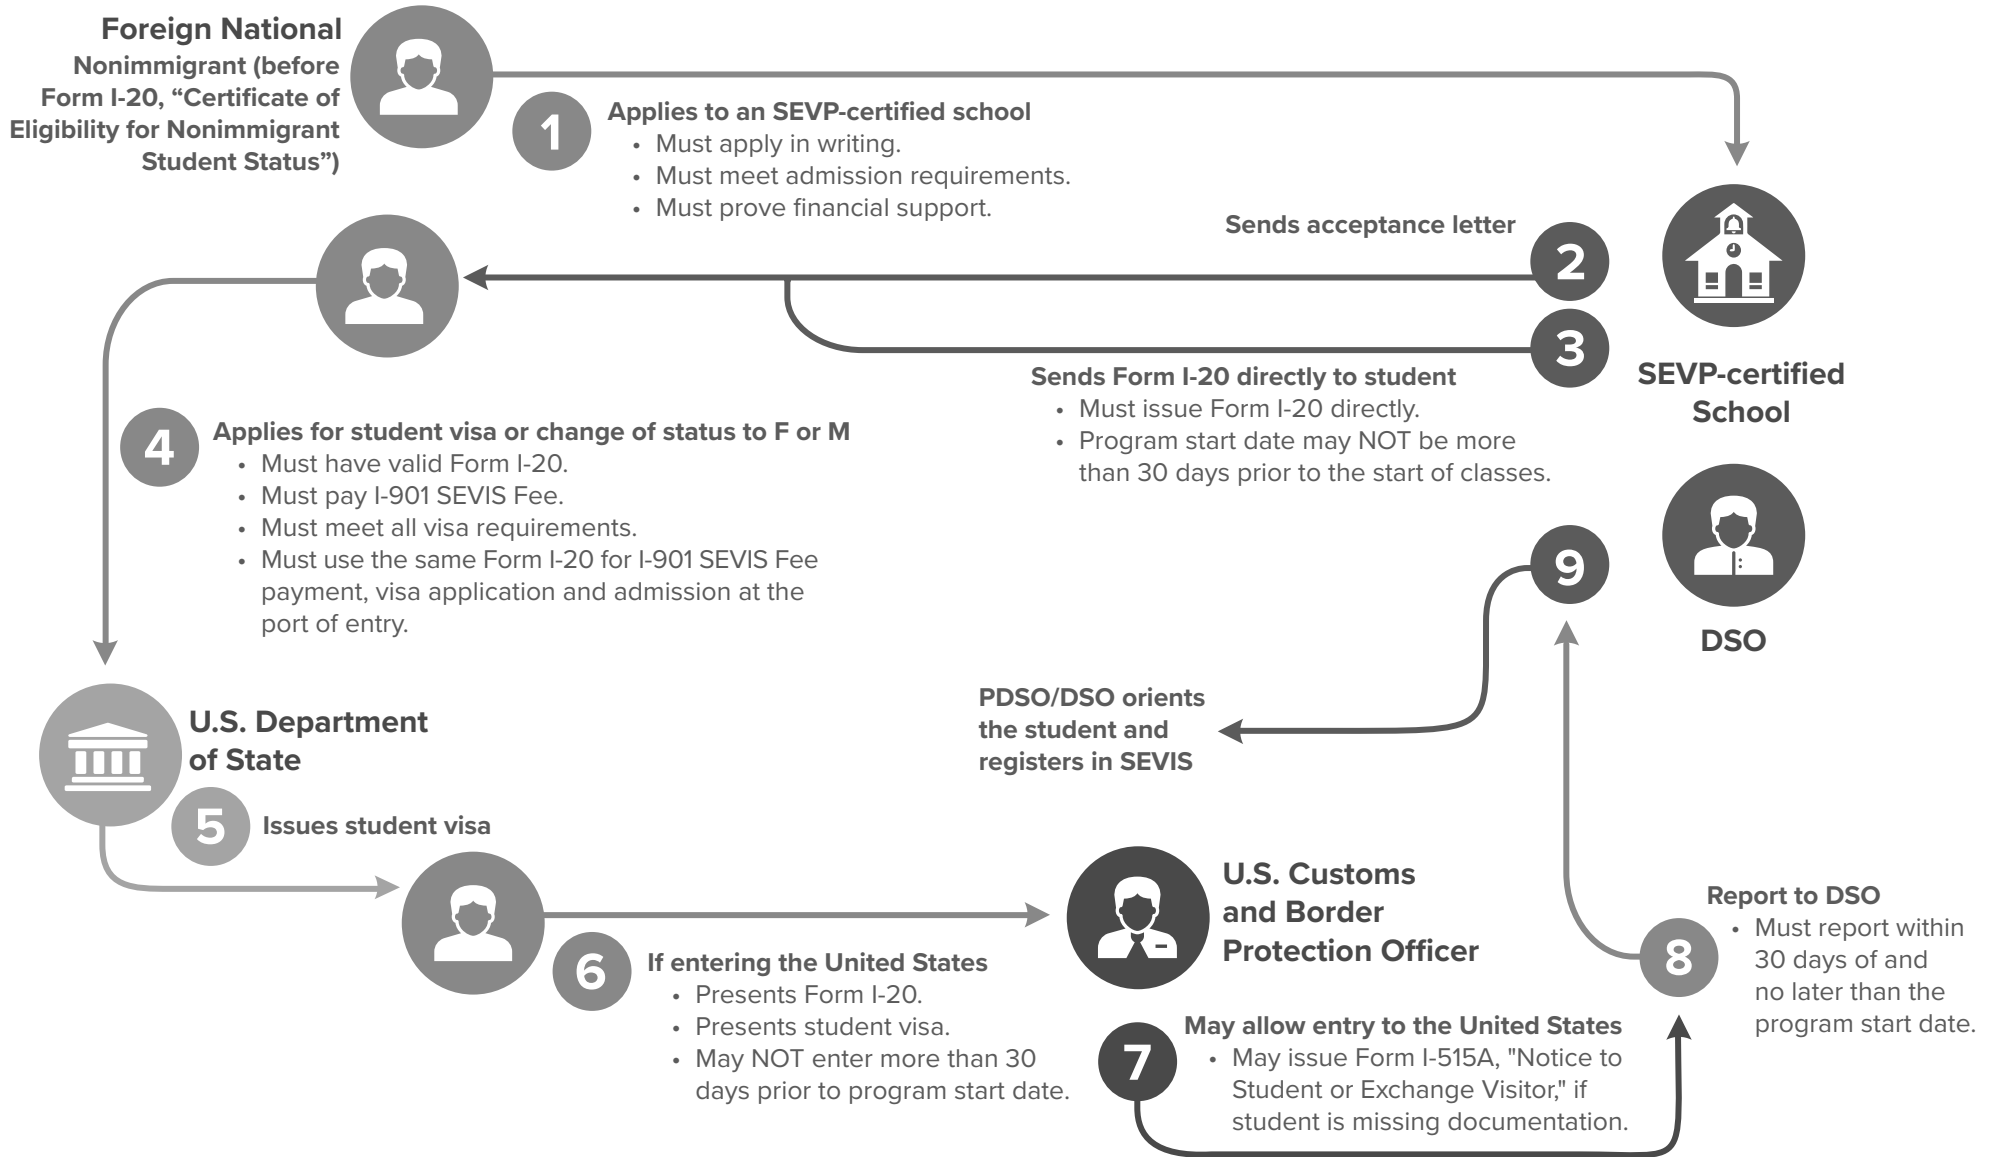 Foreign National
Nonimmigrant (before
Form I-20, “Certificate of
Eligibility for Nonimmigrant
Student Status”)
1
Applies to an SEVP-certified school
• Must apply in writing.
• Must meet admission requirements.
• Must prove financial support.
Sends acceptance letter
2
3
Sends Form I-20 directly to student
• Must issue Form I-20 directly.
• Program start date may NOT be more
than 30 days prior to the start of classes.
SEVP-certified
School
4
Applies for student visa or change of status to F or M
• Must have valid Form I-20.
• Must pay I-901 SEVIS Fee.
• Must meet all visa requirements.
• Must use the same Form I-20 for I-901 SEVIS Fee
payment, visa application and admission at the
port of entry.
9
DSO
PDSO/DSO orients
the student and
registers in SEVIS
U.S. Department
of State
5
Issues student visa
6
If entering the United States
• Presents Form I-20.
• Presents student visa.
• May NOT enter more than 30
days prior to program start date.
U.S. Customs
and Border
Protection Officer
7
May allow entry to the United States
• May issue Form I-515A, "Notice to
Student or Exchange Visitor," if
student is missing documentation.
8
Report to DSO
• Must report within
30 days of and
no later than the
program start date.